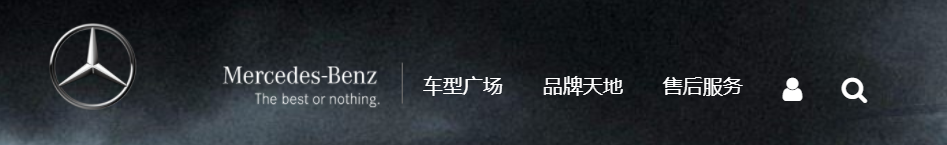 Mercedes-Benz
The best or nothing.
车型广场 品牌天地 售后服务